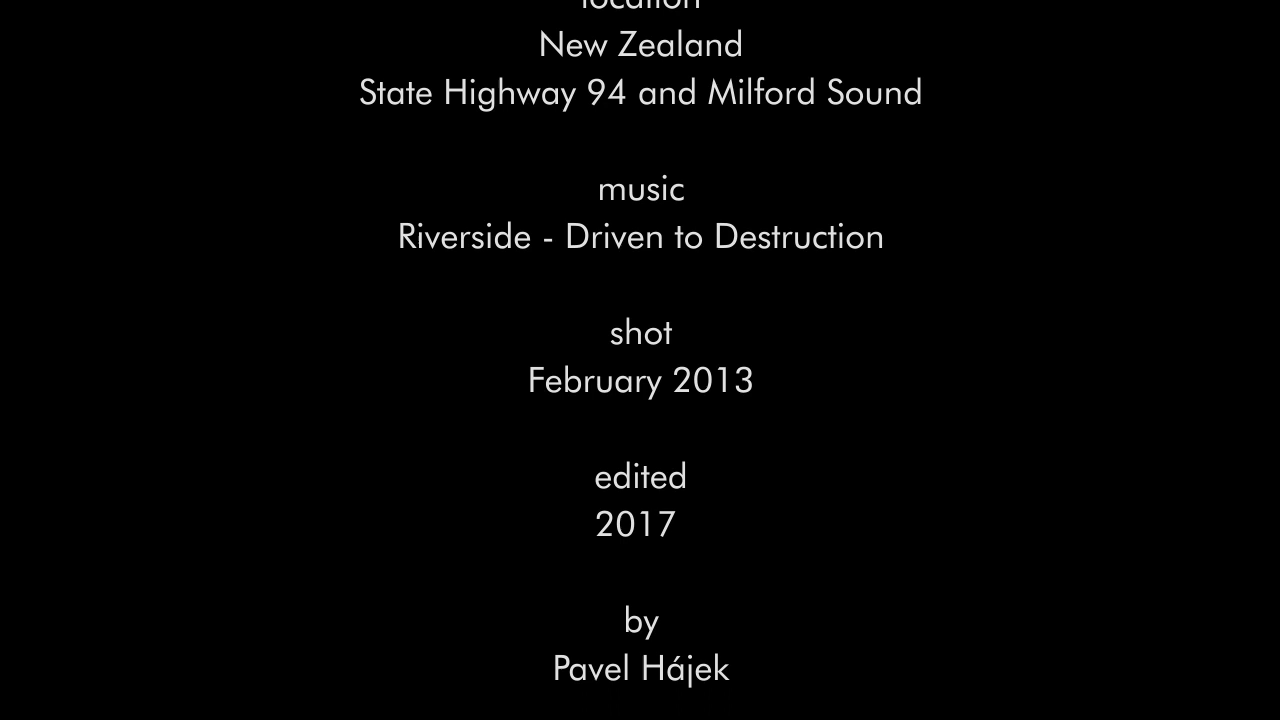 location
New Zealand
State Highway 94 and Milford Sound
music
Riverside - Driven to Destruction
shot
February 2013
edited
2017
by
Pavel Hájek